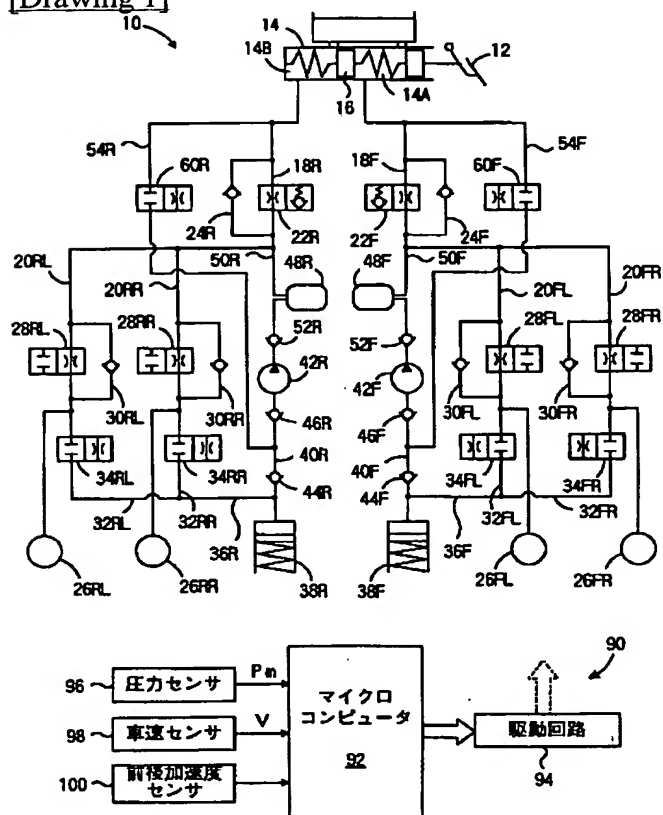 [Drawing 1]
10
14
14B
16
14A
12
54R
60R
18R
24R
22R
50R
48R
20RL
20RR
28RL
28RR
52R
42R
30RL
30RR
46R
34RL
34RR
40R
44R
32RL
32RR
36R
26RL
26RR
38R
54F
60F
18F
22F
24F
50F
48F
20FL
20FR
52F
28FL
28FR
42F
30FL
30FR
46F
34FL
34FR
40F
44F
32FL
32FR
36F
38F
26FL
26FR
96 圧力センサ Pm
98 車速センサ V
100 前後加速度
センサ
マイクロ
コンピュータ
92
駆動回路
94
90